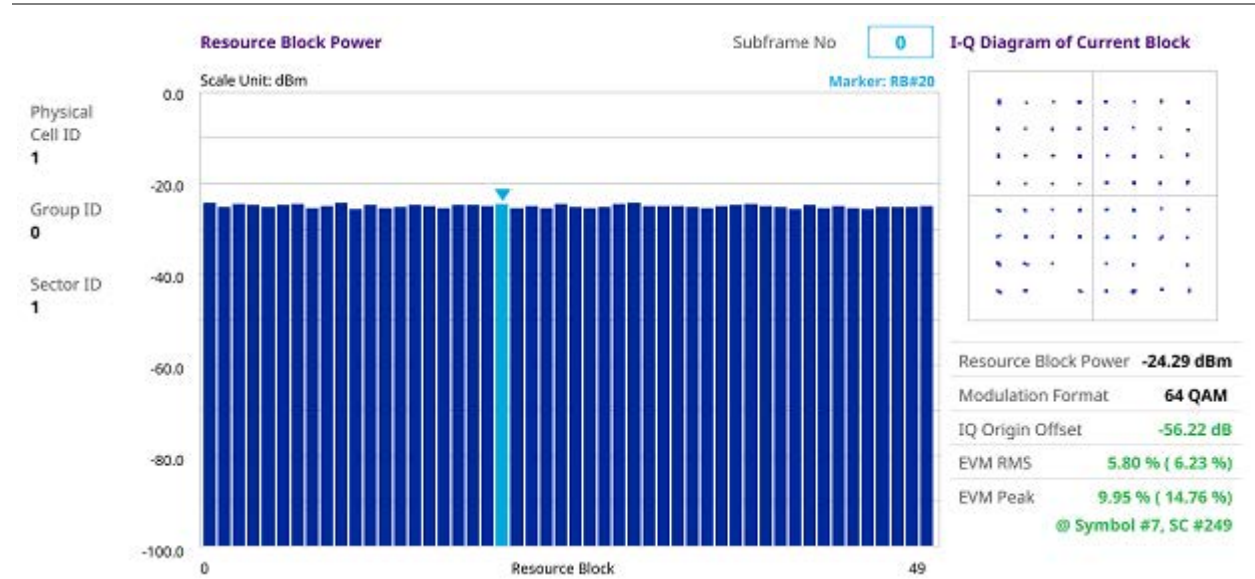 Resource Block Power
Subframe No 0
I-Q Diagram of Current Block
Scale Unit: dBm
Marker: RB#20
Physical
Cell ID
1
Group ID
0
Sector ID
1
0.0
-20.0
-40.0
-60.0
-80.0
-100.0
0
Resource Block
49
Resource Block Power -24.29 dBm
Modulation Format 64 QAM
IQ Origin Offset -56.22 dB
EVM RMS 5.80 % ( 6.23 %)
EVM Peak 9.95 % ( 14.76 %)
@ Symbol #7, SC #249